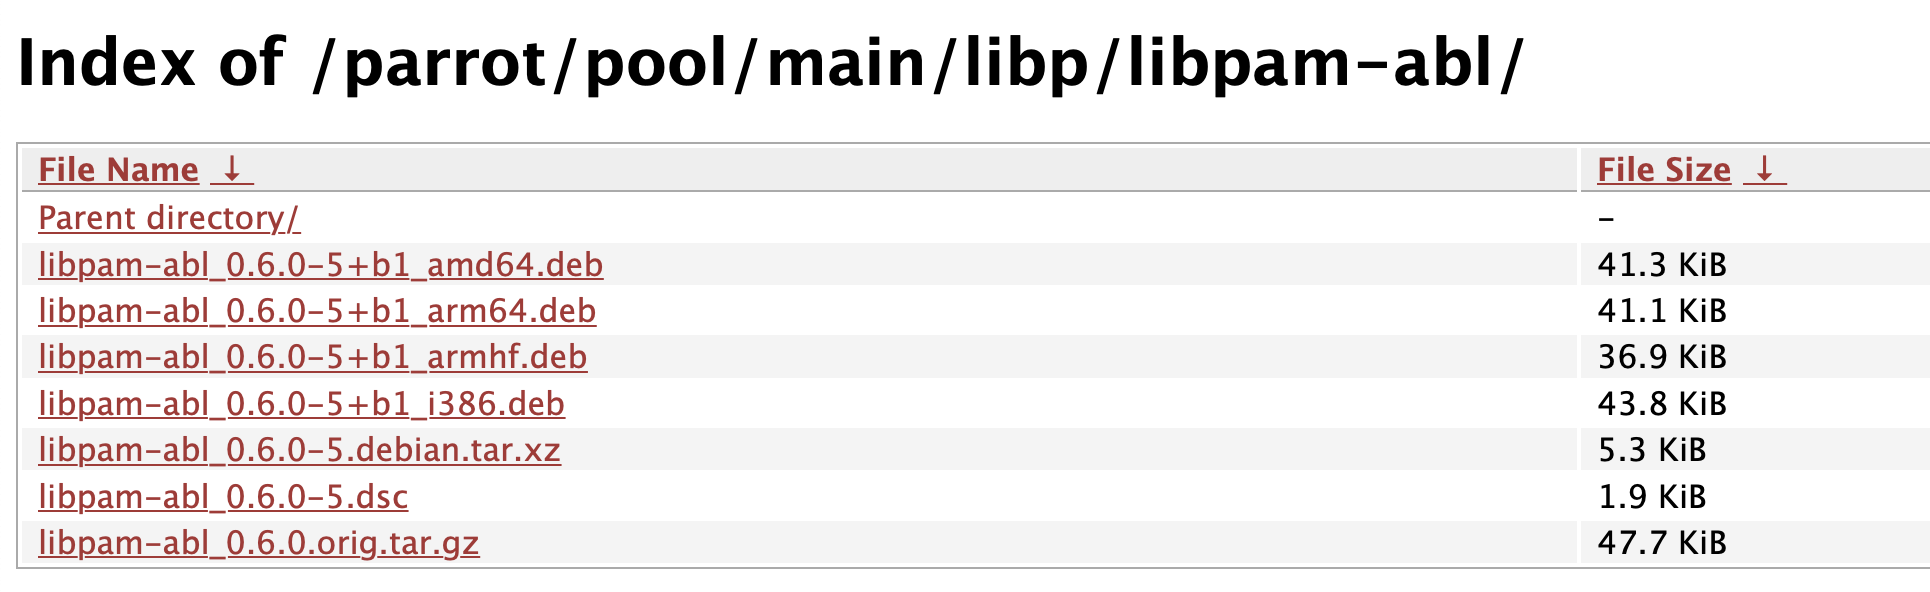 Index of /parrot/pool/main/libp/libpam-abl/
File Name ↓ File Size ↓
Parent directory/ -
libpam-abl_0.6.0-5+b1_amd64.deb 41.3 KiB
libpam-abl_0.6.0-5+b1_arm64.deb 41.1 KiB
libpam-abl_0.6.0-5+b1_armhf.deb 36.9 KiB
libpam-abl_0.6.0-5+b1_i386.deb 43.8 KiB
libpam-abl_0.6.0-5.debian.tar.xz 5.3 KiB
libpam-abl_0.6.0-5.dsc 1.9 KiB
libpam-abl_0.6.0.orig.tar.gz 47.7 KiB